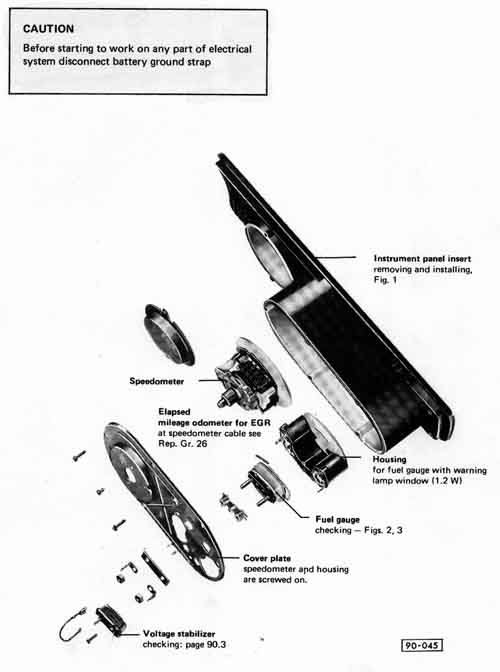 CAUTION
Before starting to work on any part of electrical
system disconnect battery ground strap
Instrument panel insert
removing and installing,
Fig. 1
Speedometer
Elapsed
mileage odometer for EGR
at speedometer cable see
Rep. Gr. 26
Housing
for fuel gauge with warning
lamp window (1.2 W)
Fuel gauge
checking — Figs. 2, 3
Cover plate
speedometer and housing
are screwed on.
Voltage stabilizer
checking: page 90.3
90-045